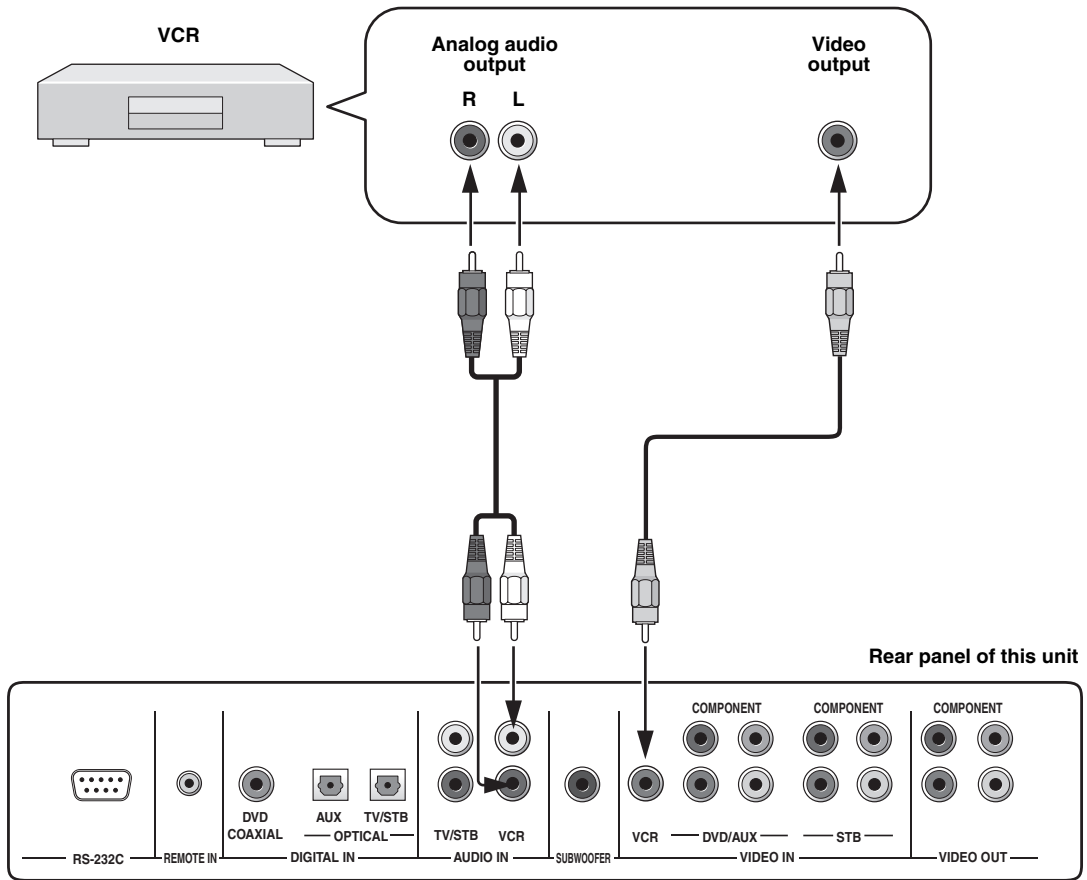 VCR
Analog audio
output
R L
Video
output
Rear panel of this unit
COMPONENT COMPONENT COMPONENT
DVD AUX TV/STB
COAXIAL OPTICAL TV/STB VCR VCR DVD/AUX STB
RS-232C REMOTE IN DIGITAL IN AUDIO IN SUBWOOFER VIDEO IN VIDEO OUT